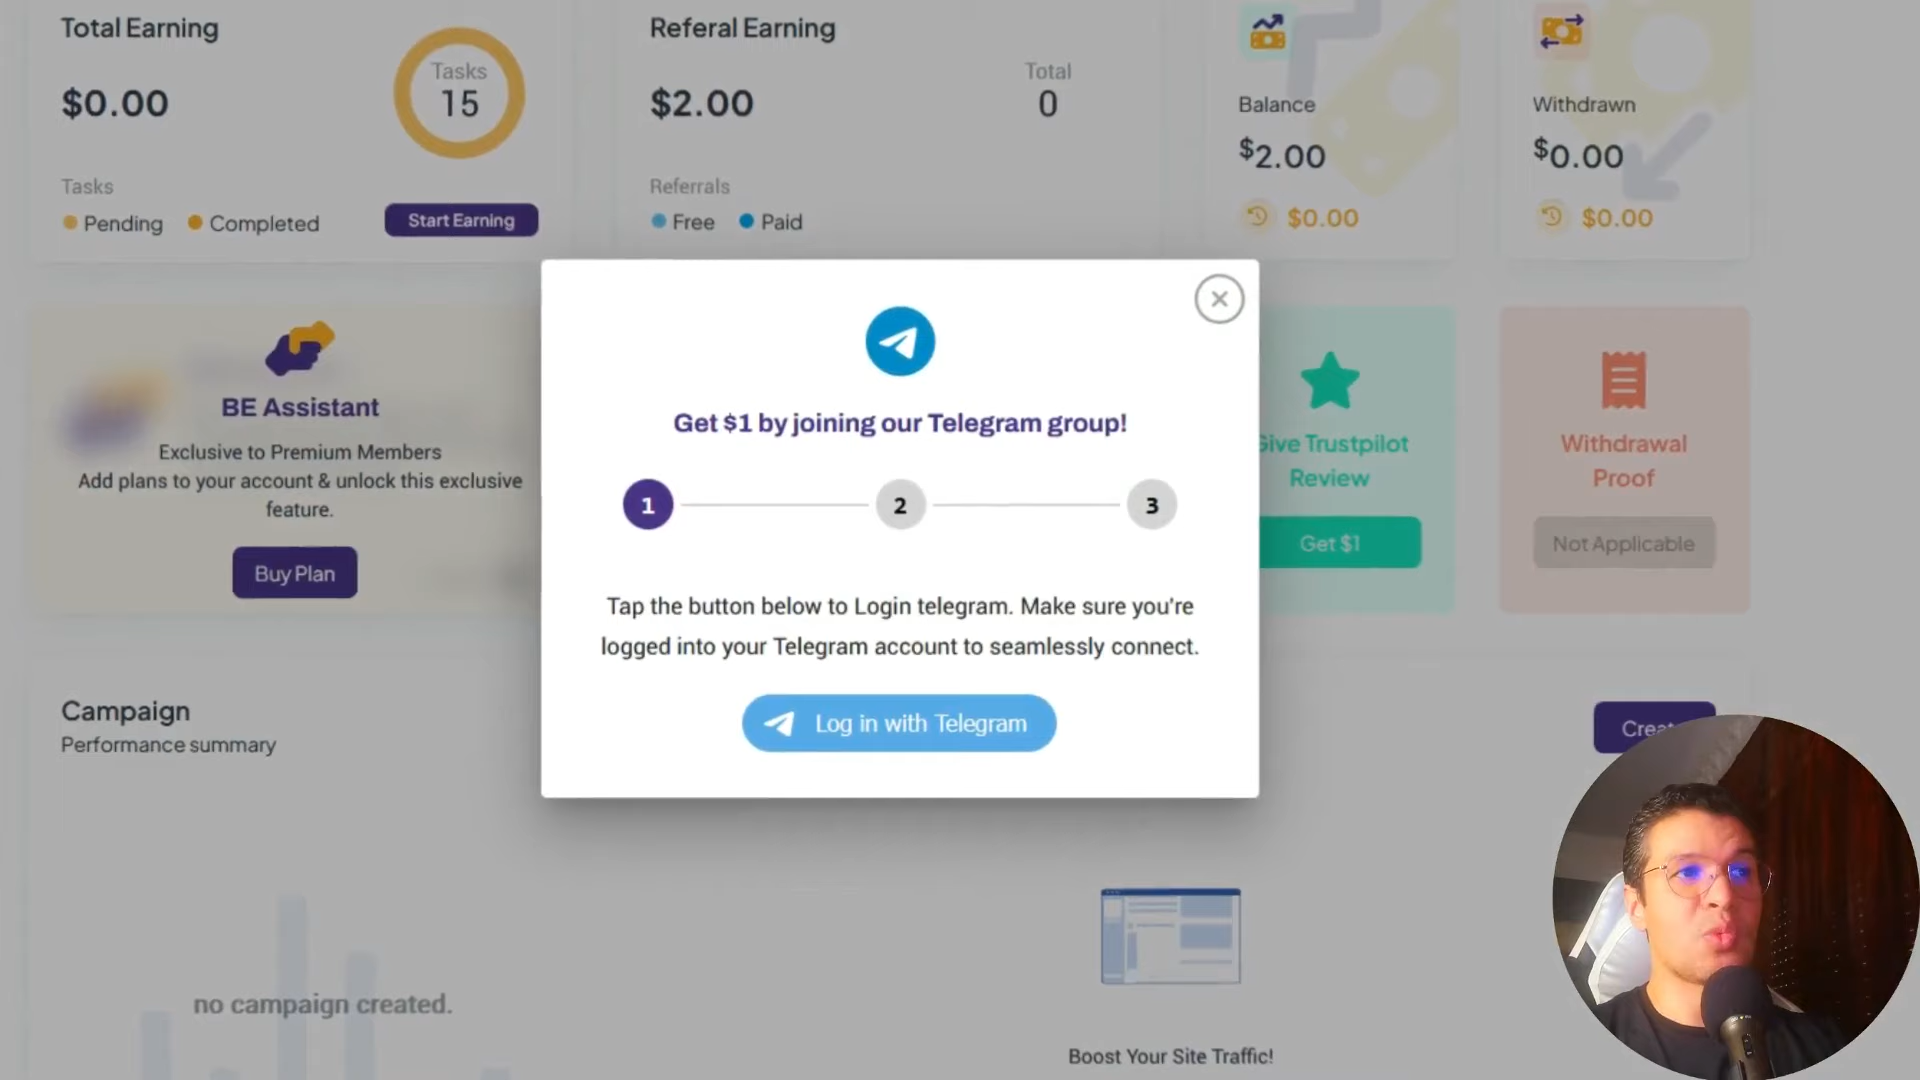 Total Earning
$0.00
Tasks
15
Tasks
Pending
Completed
Start Earning
Referal Earning
$2.00
Total
0
Referrals
Free
Paid
Balance
$2.00
$0.00
Withdrawn
$0.00
$0.00
BE Assistant
Exclusive to Premium Members
Add plans to your account & unlock this exclusive
feature.
Buy Plan
Get $1 by joining our Telegram group!
1
2
3
Tap the button below to Login telegram. Make sure you're
logged into your Telegram account to seamlessly connect.
Log in with Telegram
Give Trustpilot
Review
Get $1
Withdrawal
Proof
Not Applicable
Campaign
Performance summary
no campaign created.
Boost Your Site Traffic!